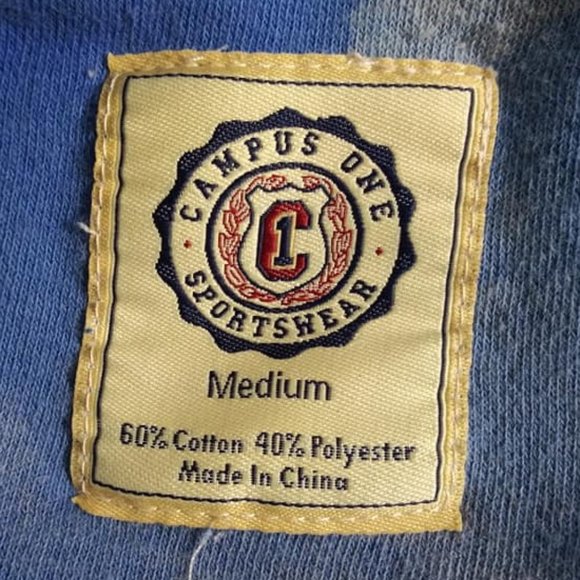 CAMPUS ONE
C1
SPORTSWEAR
Medium
60% Cotton 40% Polyester
Made In China